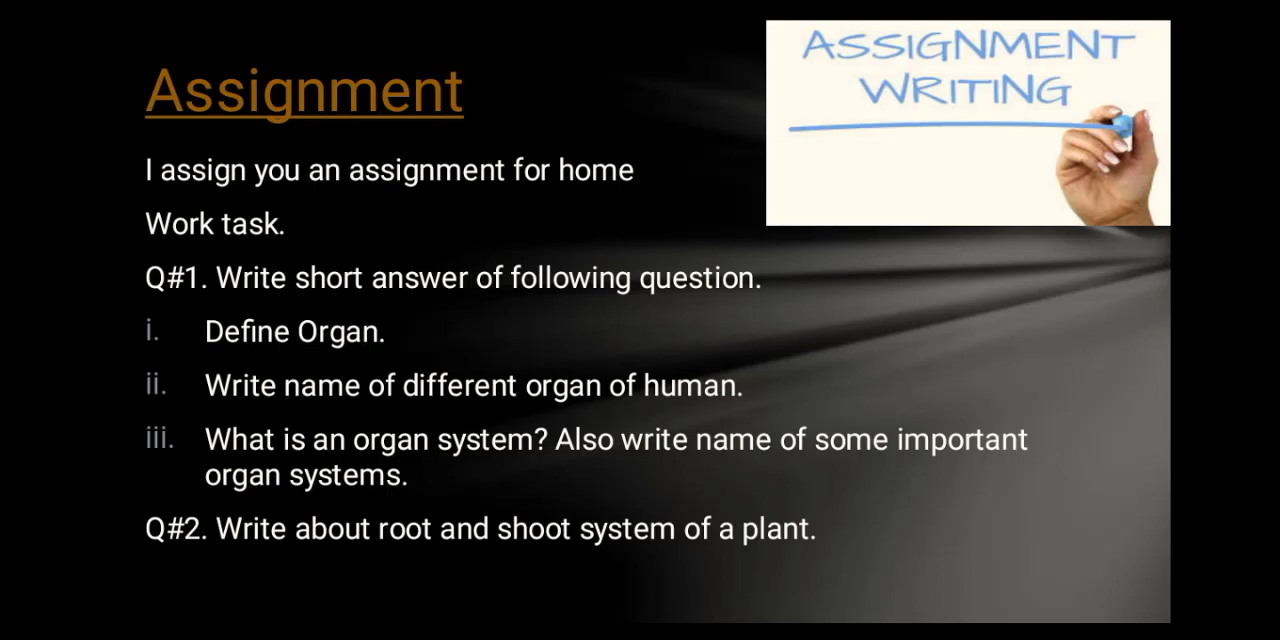 ASSIGNMENT
WRITING
Assignment
I assign you an assignment for home
Work task.
Q#1. Write short answer of following question.
i. Define Organ.
ii. Write name of different organ of human.
iii. What is an organ system? Also write name of some important
organ systems.
Q#2. Write about root and shoot system of a plant.